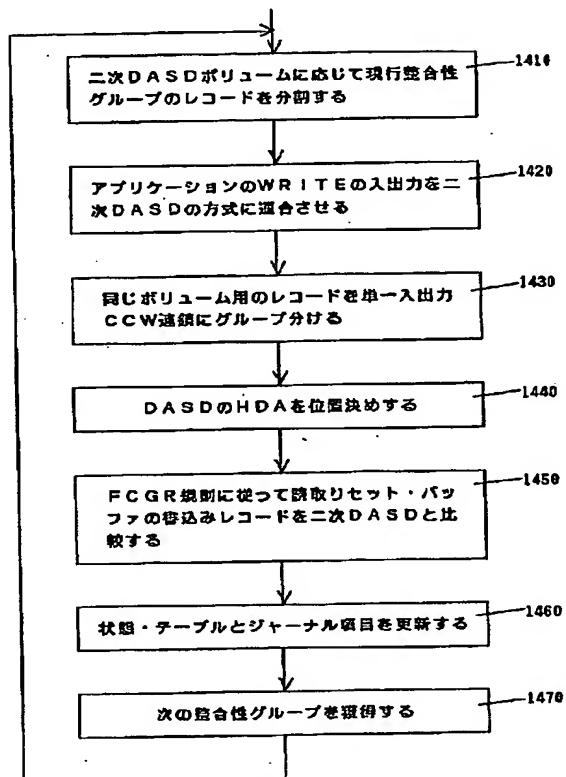 二次DASDボリュームに応じて現行整合性
グループのレコードを分割する
1410
アプリケーションのWRITEの入出力を二
次DASDの方式に適合させる
1420
同じボリューム用のレコードを単一入出力
CCW連鎖にグループ分ける
1430
DASDのHDAを位置決めする
1440
FCGR規則に従って読取りセット・バッ
ファの書込みレコードを二次DASDと比
較する
1450
状態・テーブルとジャーナル項目を更新する
1460
次の整合性グループを獲得する
1470